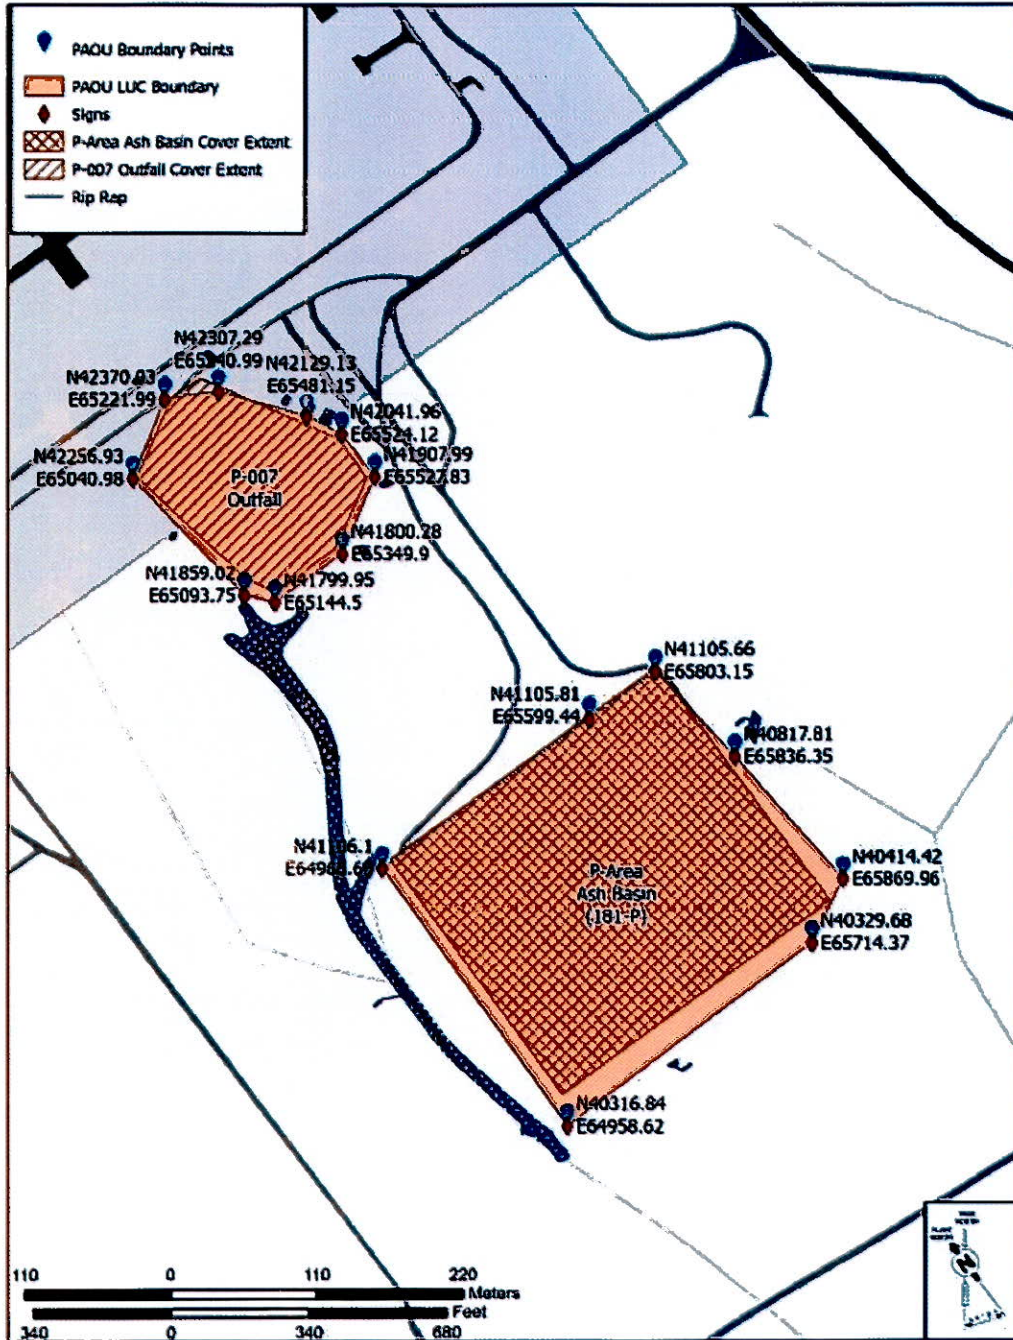 PAOU Boundary Points
PAOU LUC Boundary
Signs
P-Area Ash Basin Cover Extent
P-007 Outfall Cover Extent
Rip Rap
N42307.29
N42129.13
N42370.93
E65221.99
E65481.15
N42041.96
E65524.12
N42256.93
E65040.98
N41907.99
E65527.83
P-007
Outfall
N41800.28
E65349.9
N41859.02
E65093.75
N41799.95
E65144.5
N41105.66
E65803.15
N41105.81
E65599.44
N40817.81
E65836.35
P-Area
Ash Basin
(181-P)
N40414.42
E65869.96
N40329.68
E65714.37
N40316.84
E64958.62
110 0 110 220
Meters
Feet
340 0 340 680